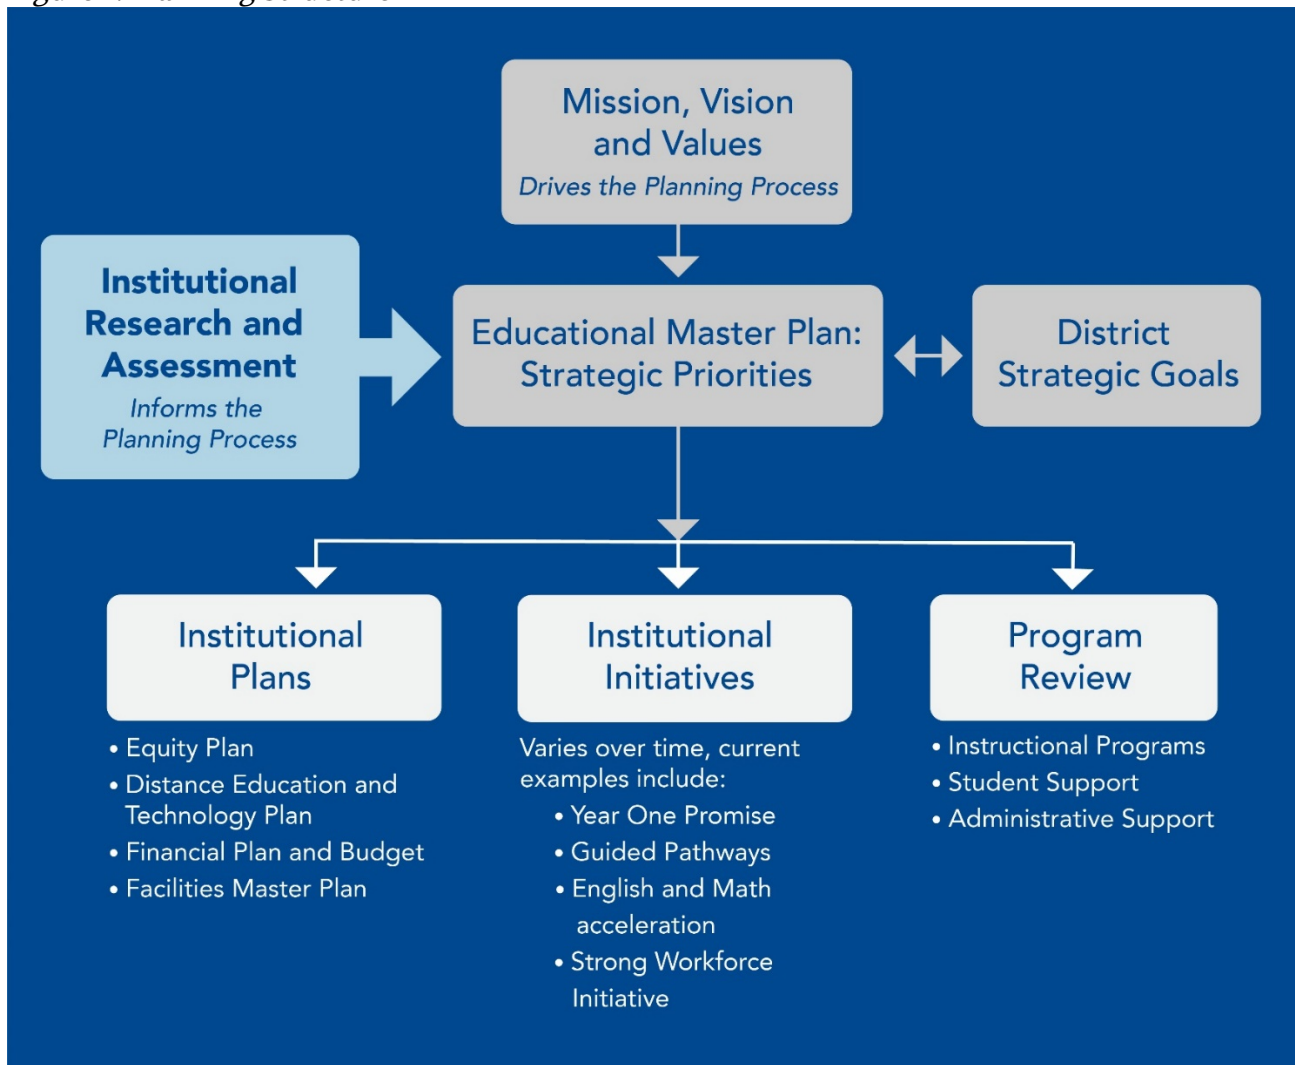 Mission, Vision
and Values
Drives the Planning Process
Institutional
Research and
Assessment
Informs the
Planning Process
Educational Master Plan:
Strategic Priorities
District
Strategic Goals
Institutional
Plans
• Equity Plan
• Distance Education and
Technology Plan
• Financial Plan and Budget
• Facilities Master Plan
Institutional
Initiatives
Varies over time, current
examples include:
• Year One Promise
• Guided Pathways
• English and Math
acceleration
• Strong Workforce
Initiative
Program
Review
• Instructional Programs
• Student Support
• Administrative Support